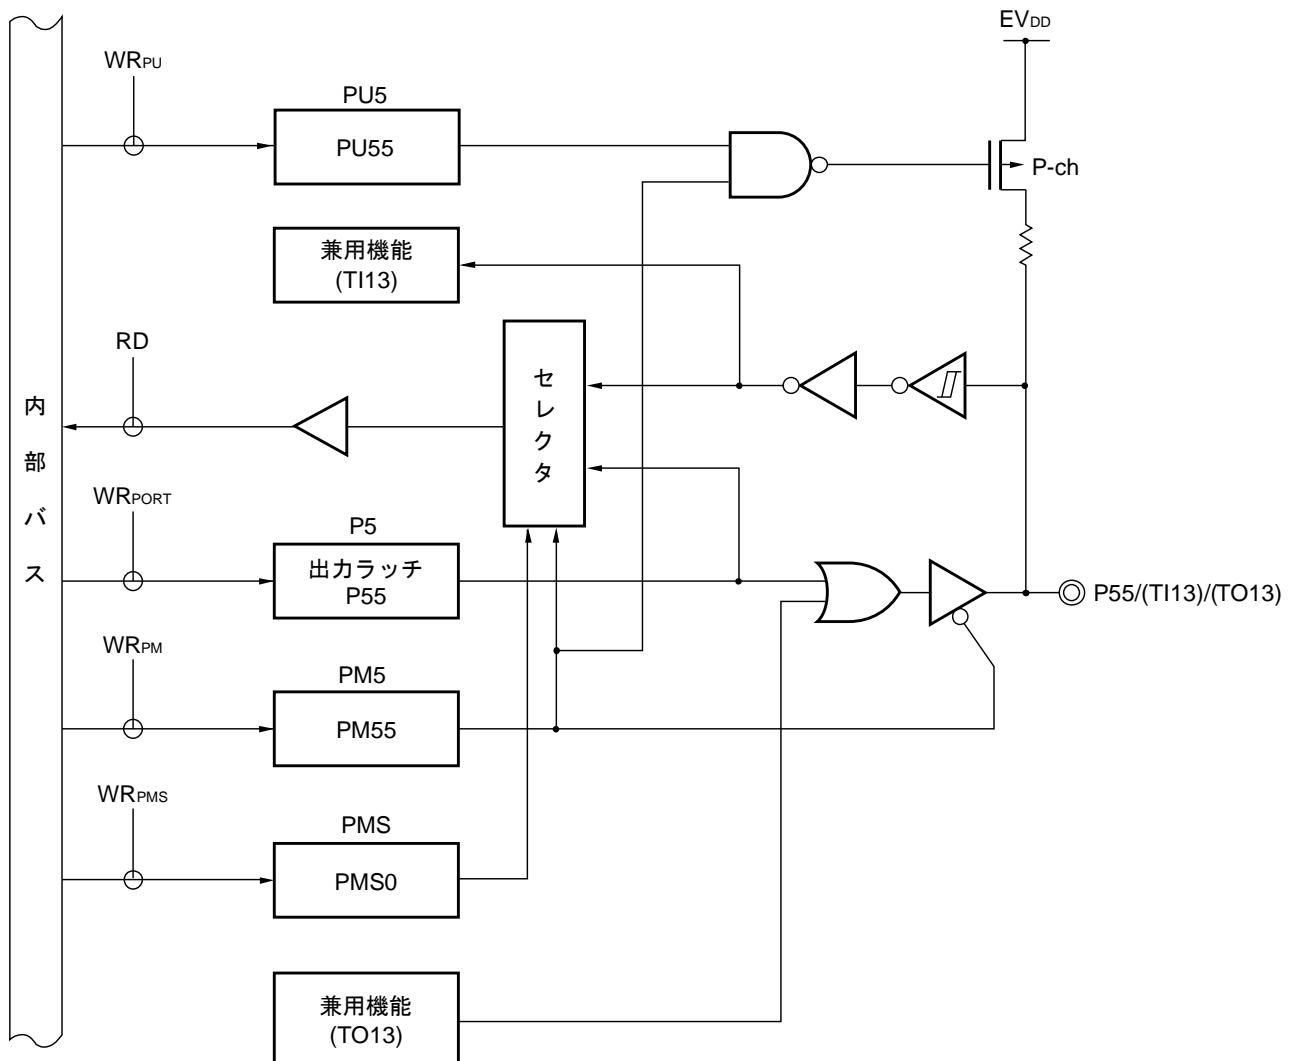 EVDD
WRPU
PU5
PU55
P-ch
兼用機能
(TI13)
RD
セレクタ
内部バス
WRPORT
P5
出力ラッチ
P55
P55/(TI13)/(TO13)
WRPM
PM5
PM55
WRPMS
PMS
PMS0
兼用機能
(TO13)